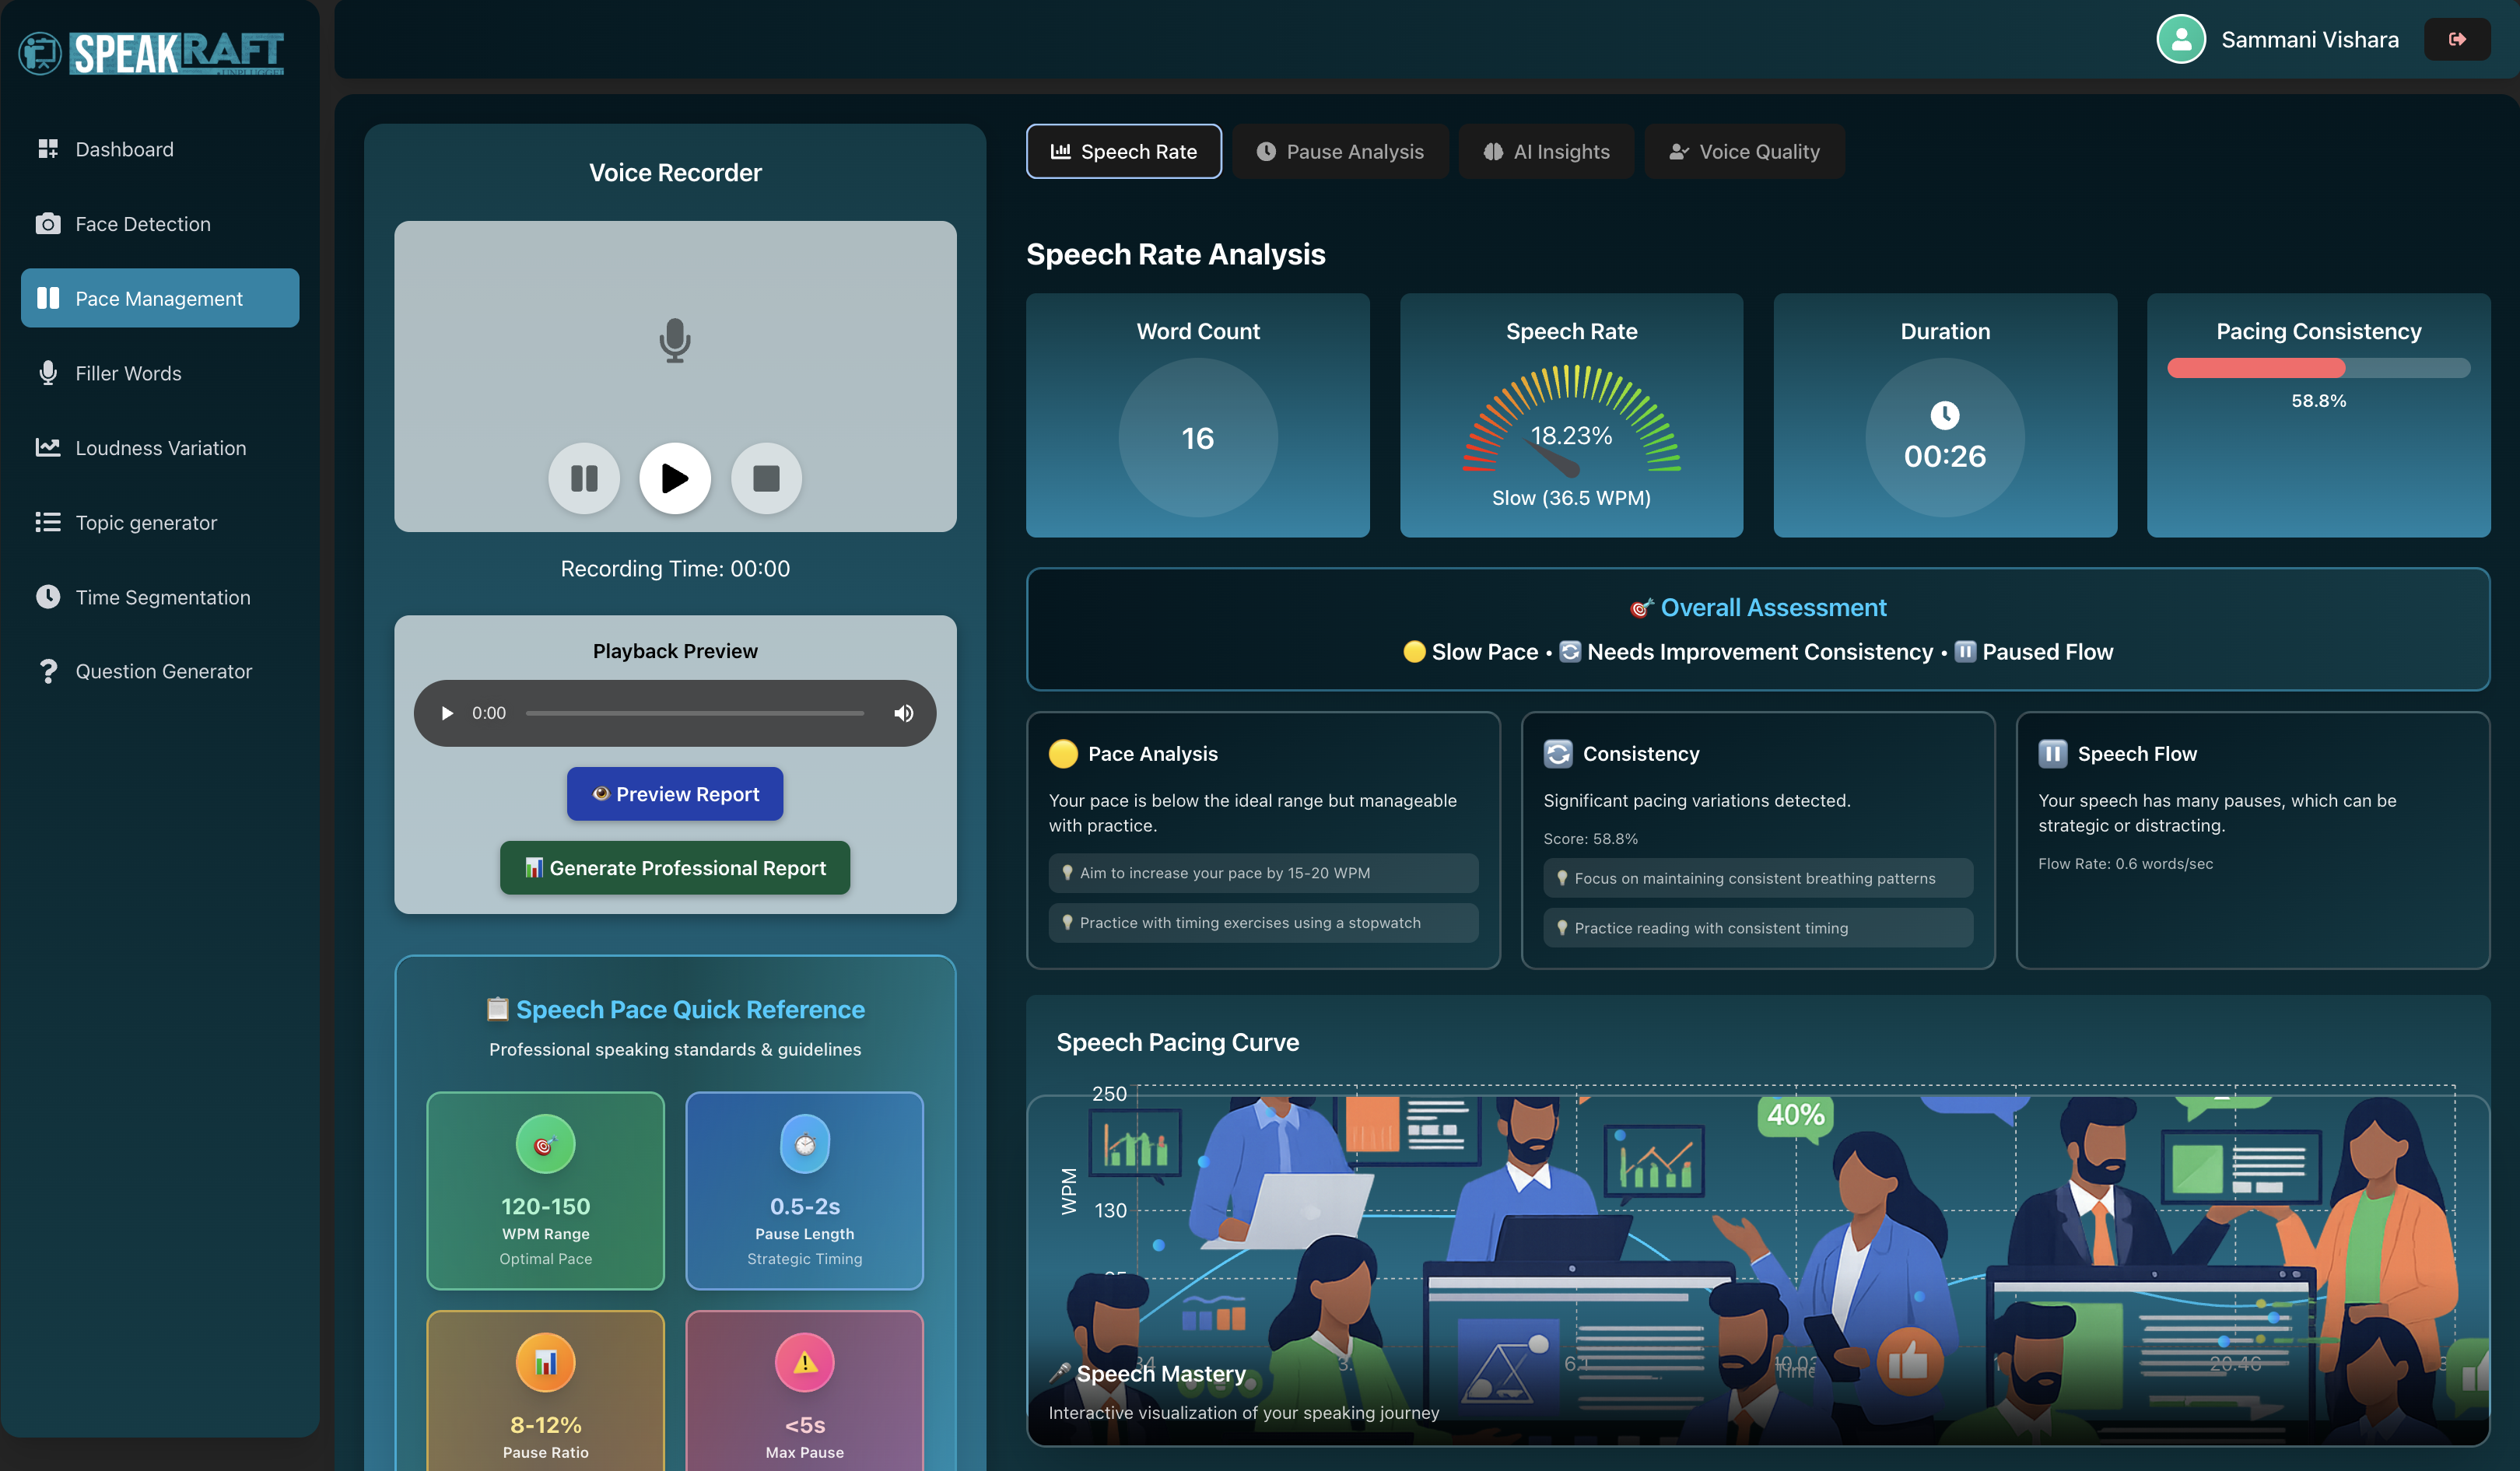 SPEAKRAFT
Dashboard
Face Detection
Pace Management
Filler Words
Loudness Variation
Topic generator
Time Segmentation
Question Generator
Sammani Vishara
Voice Recorder
Recording Time: 00:00
Playback Preview
0:00
Preview Report
Generate Professional Report
Speech Pace Quick Reference
Professional speaking standards & guidelines
120-150
WPM Range
Optimal Pace
0.5-2s
Pause Length
Strategic Timing
8-12%
Pause Ratio
<5s
Max Pause
Speech Rate
Pause Analysis
AI Insights
Voice Quality
Speech Rate Analysis
Word Count
16
Speech Rate
18.23%
Slow (36.5 WPM)
Duration
00:26
Pacing Consistency
58.8%
Overall Assessment
Slow Pace • Needs Improvement Consistency • Paused Flow
Pace Analysis
Your pace is below the ideal range but manageable
with practice.
Aim to increase your pace by 15-20 WPM
Practice with timing exercises using a stopwatch
Consistency
Significant pacing variations detected.
Score: 58.8%
Focus on maintaining consistent breathing patterns
Practice reading with consistent timing
Speech Flow
Your speech has many pauses, which can be
strategic or distracting.
Flow Rate: 0.6 words/sec
Speech Pacing Curve
250
40%
WPM
130
20.46
Speech Mastery
Interactive visualization of your speaking journey